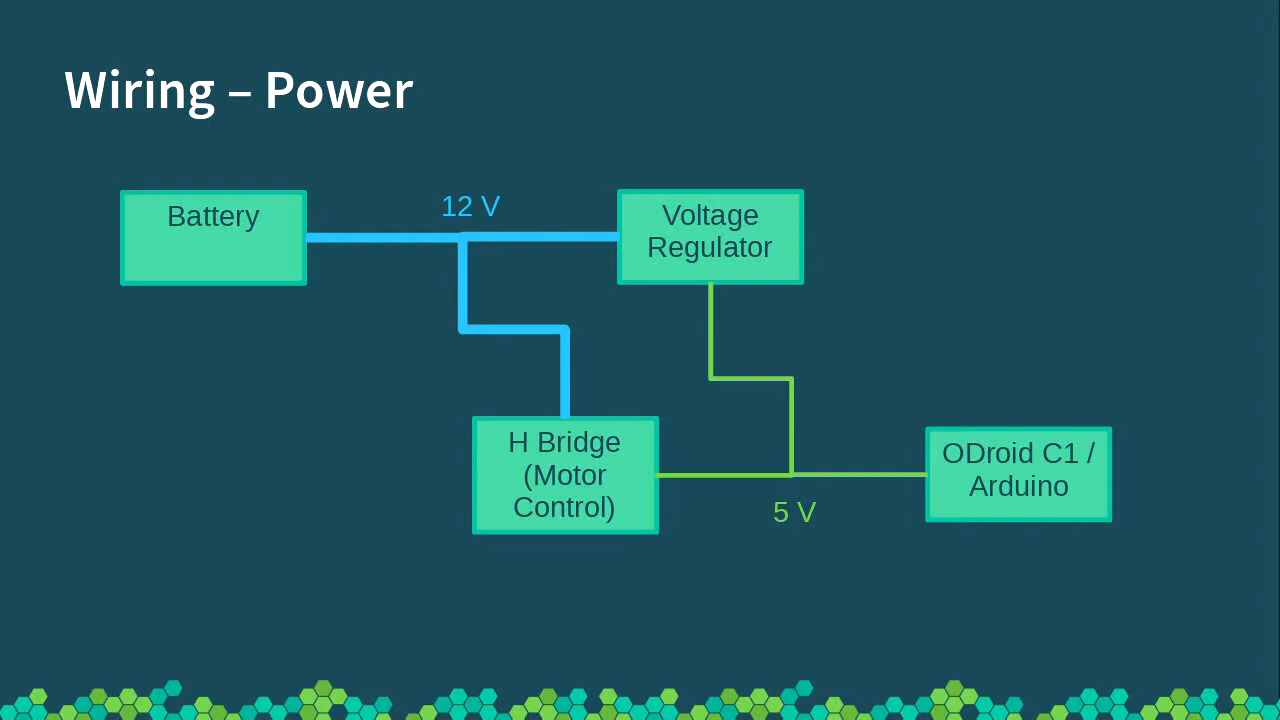 Wiring – Power
12 V
Battery
Voltage
Regulator
H Bridge
(Motor
Control)
ODroid C1 /
Arduino
5 V